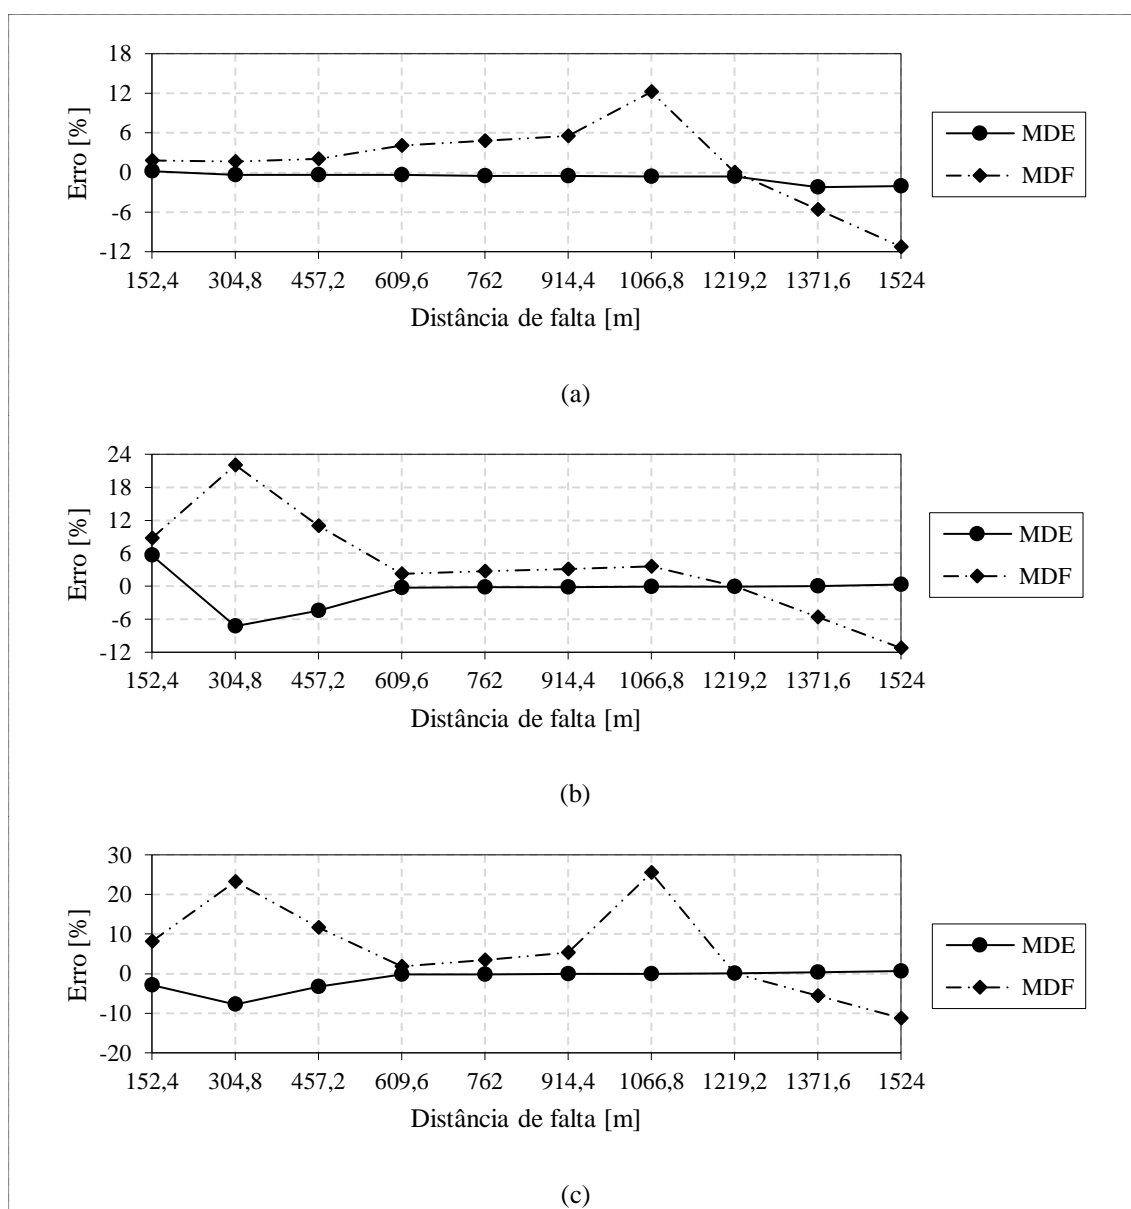 18
12
6
0
-6
-12
Erro [%]
152,4 304,8 457,2 609,6 762 914,4 1066,8 1219,2 1371,6 1524
Distância de falta [m]
MDE
MDF
(a)
24
18
12
6
0
-6
-12
Erro [%]
152,4 304,8 457,2 609,6 762 914,4 1066,8 1219,2 1371,6 1524
Distância de falta [m]
MDE
MDF
(b)
30
20
10
0
-10
-20
Erro [%]
152,4 304,8 457,2 609,6 762 914,4 1066,8 1219,2 1371,6 1524
Distância de falta [m]
MDE
MDF
(c)